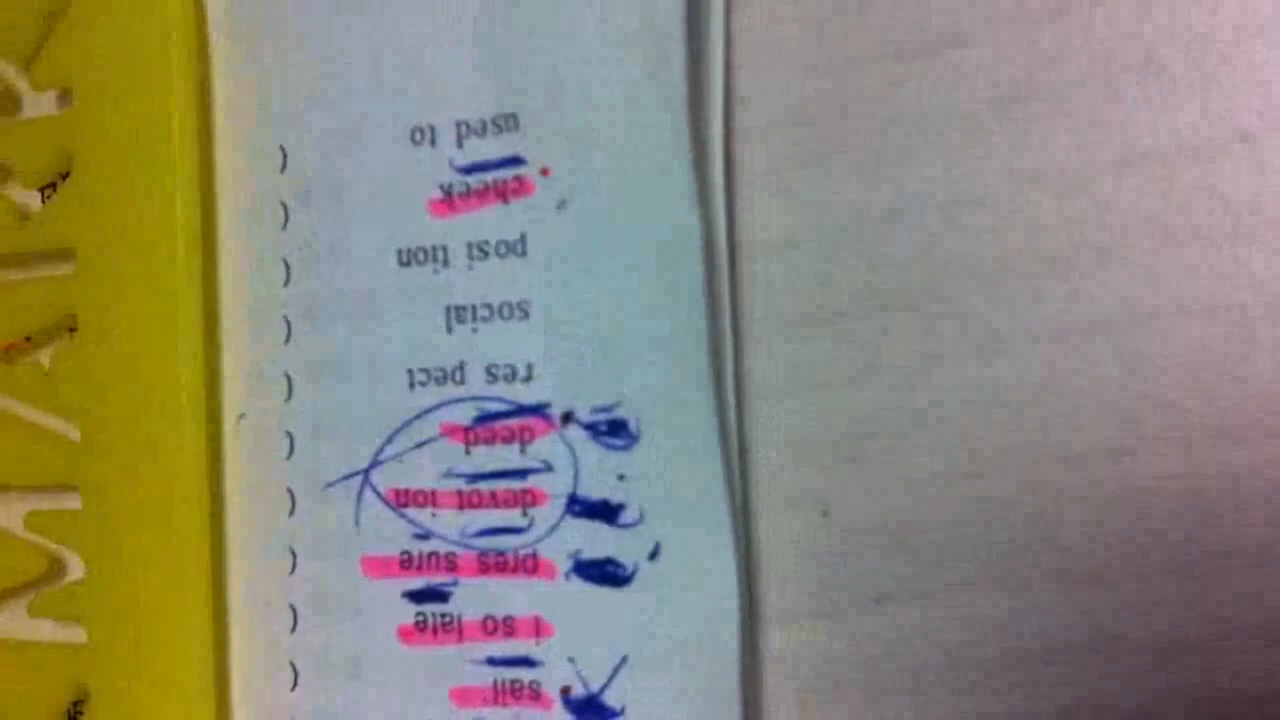 sail (
i so late (
pres sure (
devot ion (
deed (
res pect (
social (
posi tion (
cheek (
used to (